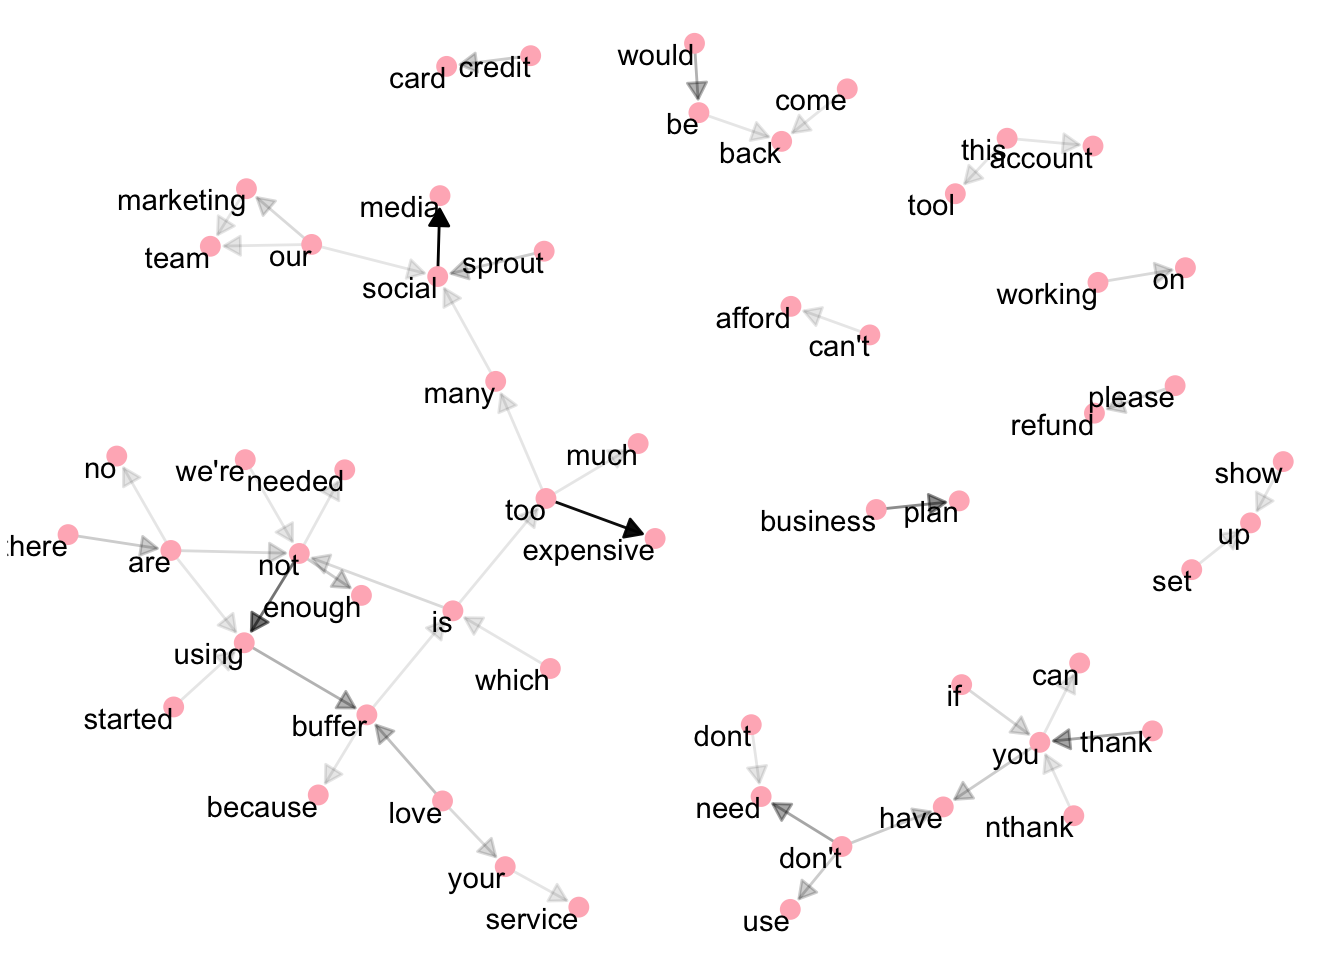 would
card
credit
come
be
back
this
account
tool
marketing
media
team
our
sprout
social
working
on
afford
can't
many
please
refund
much
no
we're
needed
show
too
business
plan
expensive
up
here
are
not
set
enough
is
using
which
can
if
started
buffer
dont
thank
you
because
love
need
have
nthank
don't
your
service
use